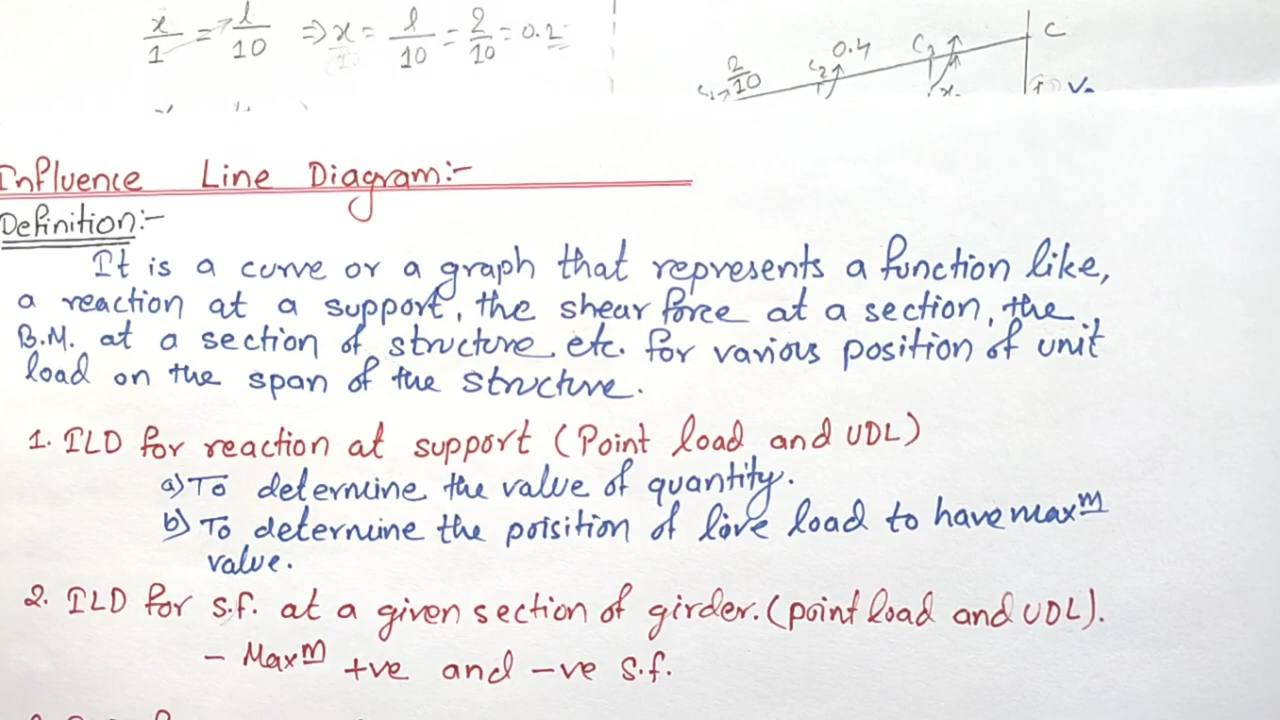 x/1 = l/10 ⇒ x = l/10 = 2/10 = 0.2
2/10 C2 0.4 C3 C
x
Influence Line Diagram:-
Definition:-
It is a curve or a graph that represents a function like,
a reaction at a support, the shear force at a section, the
B.M. at a section of structure etc. for various position of unit
load on the span of the structure.
1. ILD for reaction at support (Point load and UDL)
a) To determine the value of quantity.
b) To determine the poisition of live load to have maxᵐ
value.
2. ILD for s.f. at a given section of girder. (point load and UDL).
- Maxᵐ +ve and -ve s.f.